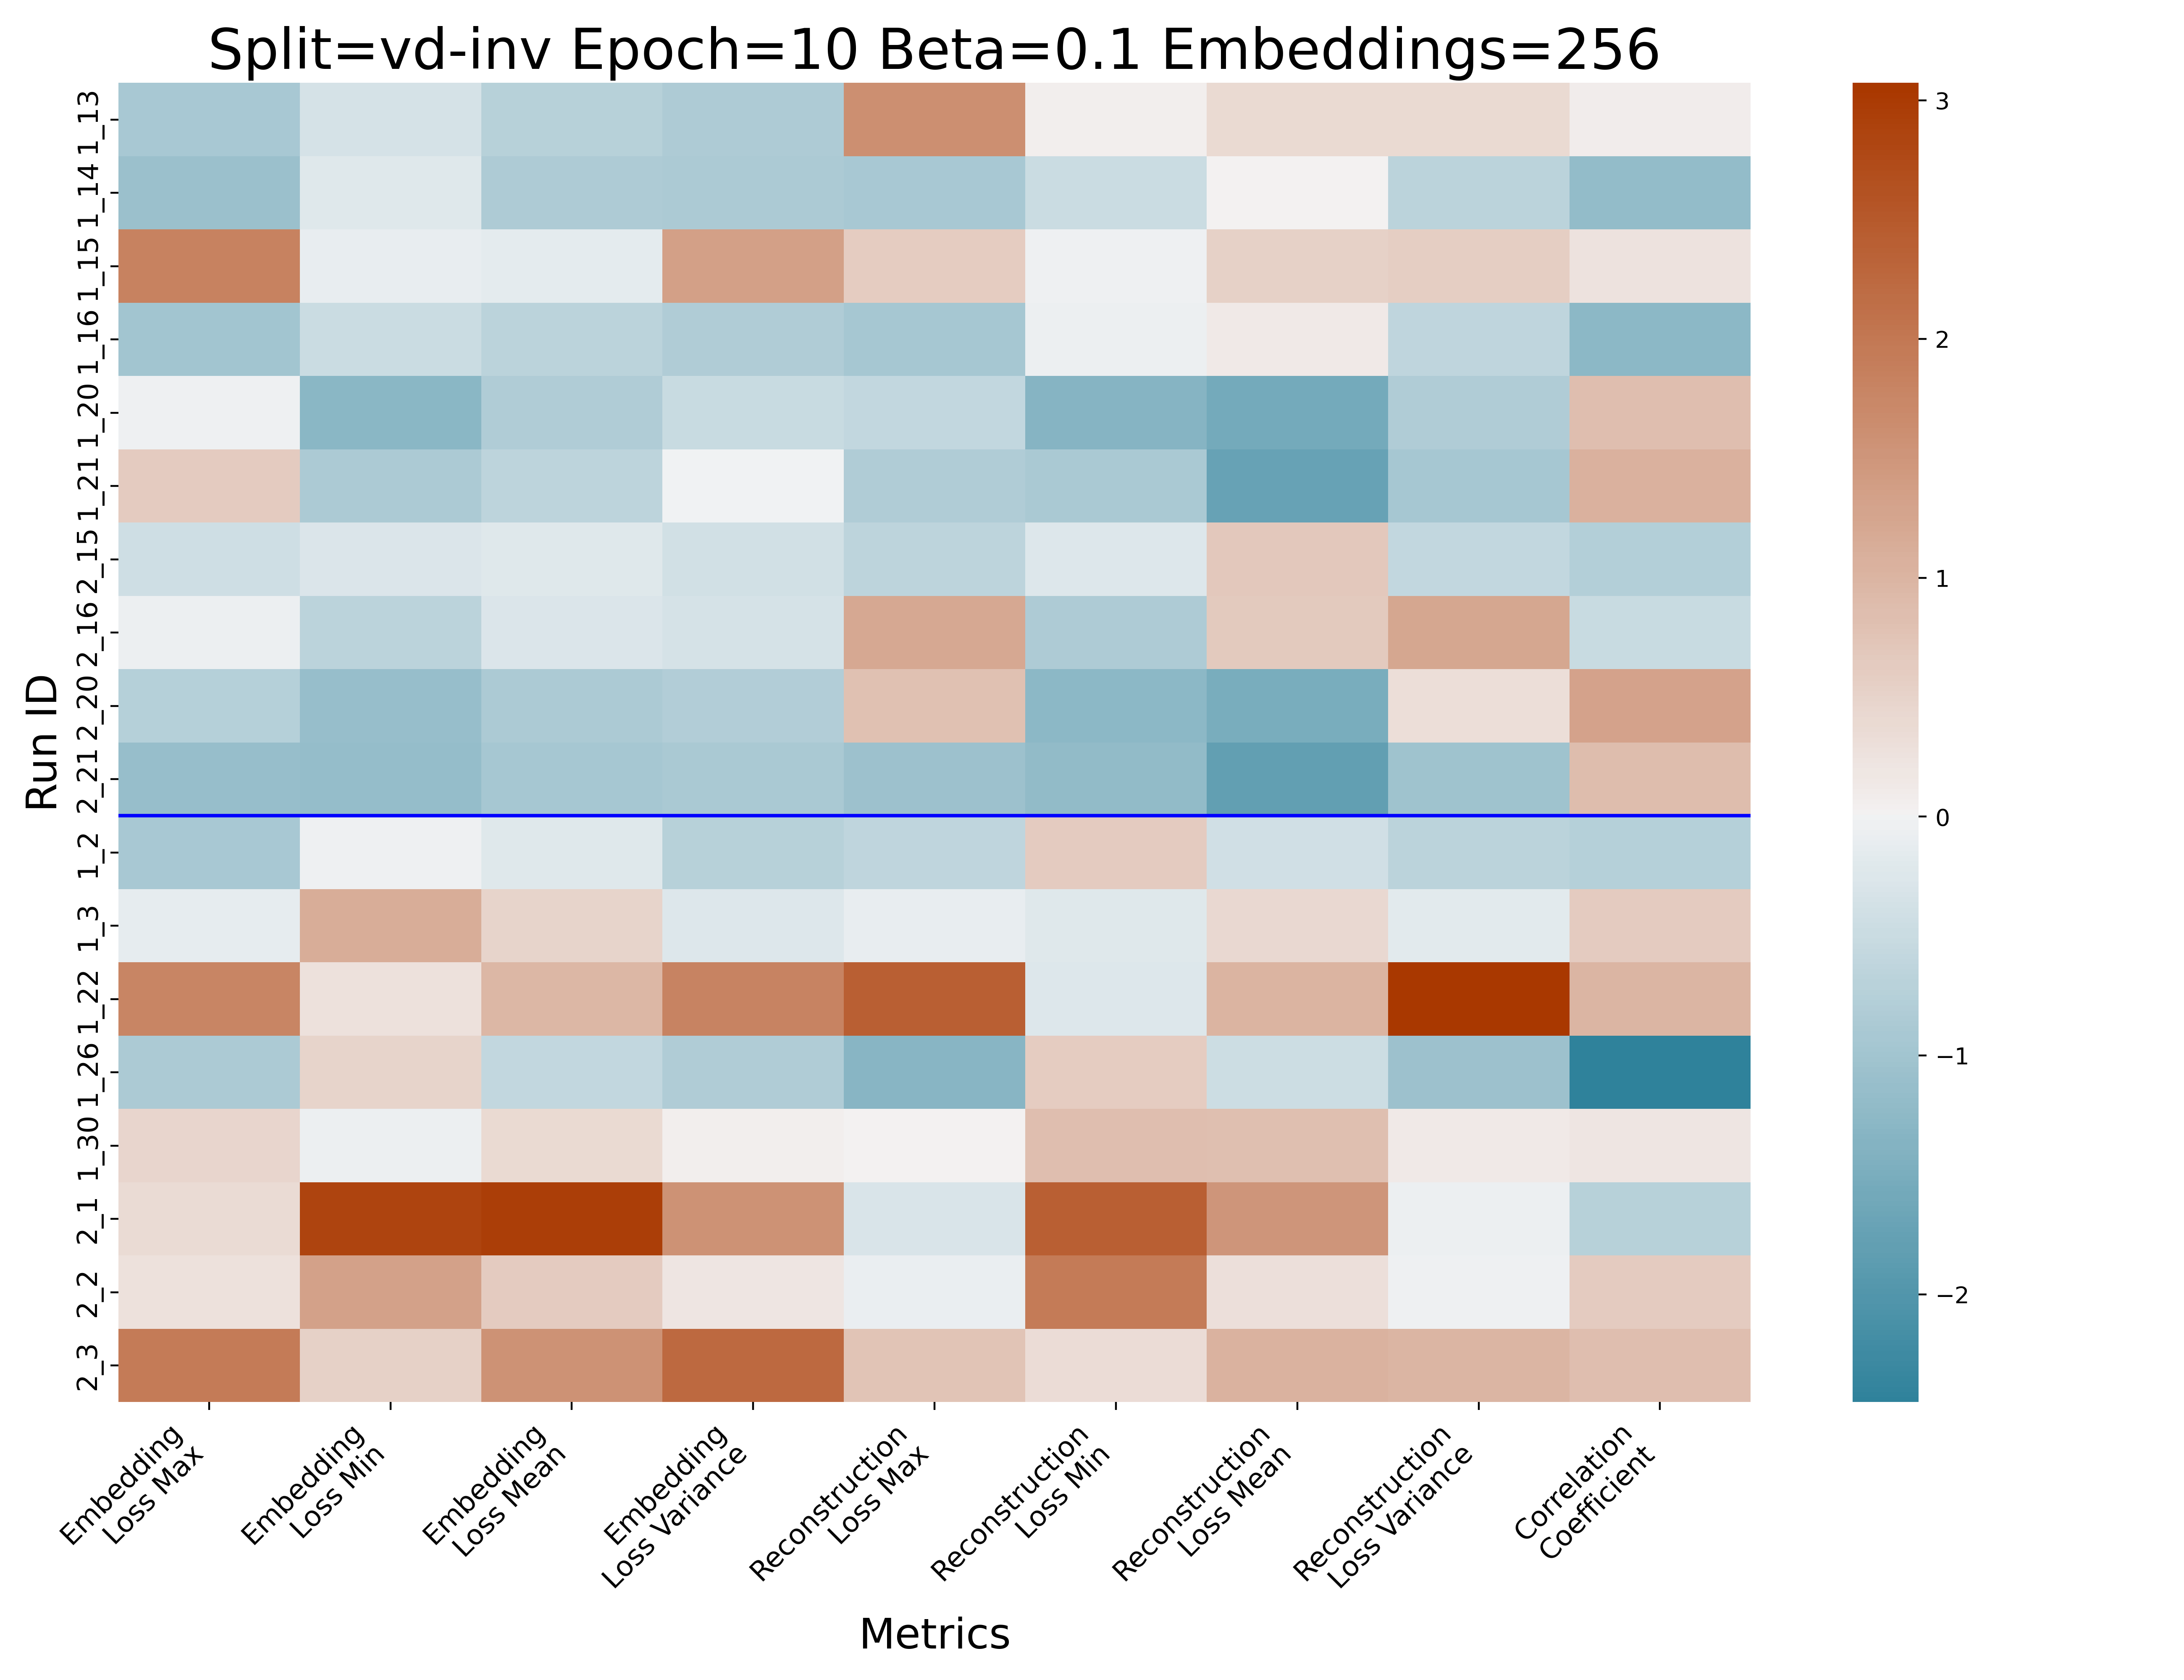 Split=vd-inv Epoch=10 Beta=0.1 Embeddings=256
Run ID
1_13
1_14
1_15
1_16
1_20
1_21
2_15
2_16
2_20
2_21
1_2
1_3
1_22
1_26
1_30
2_1
2_2
2_3
Embedding
Loss Max
Embedding
Loss Min
Embedding
Loss Mean
Embedding
Loss Variance
Reconstruction
Loss Max
Reconstruction
Loss Min
Reconstruction
Loss Mean
Reconstruction
Loss Variance
Correlation
Coefficient
Metrics
3
2
1
0
−1
−2